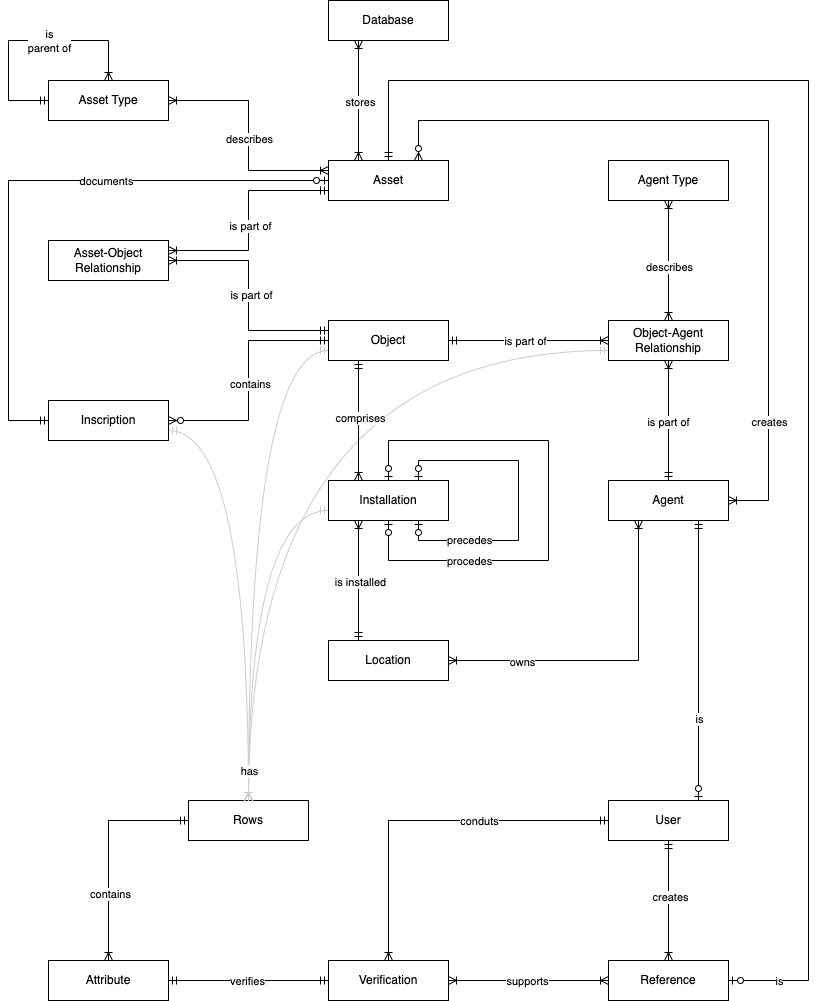 Database
is
parent of
Asset Type
stores
describes
Asset
Agent Type
documents
is part of
Asset-Object
Relationship
describes
is part of
Object
is part of
Object-Agent
Relationship
contains
comprises
Inscription
is part of
creates
Installation
Agent
precedes
procedes
is installed
Location
owns
is
has
Rows
conduts
User
contains
creates
Attribute
verifies
Verification
supports
Reference
is